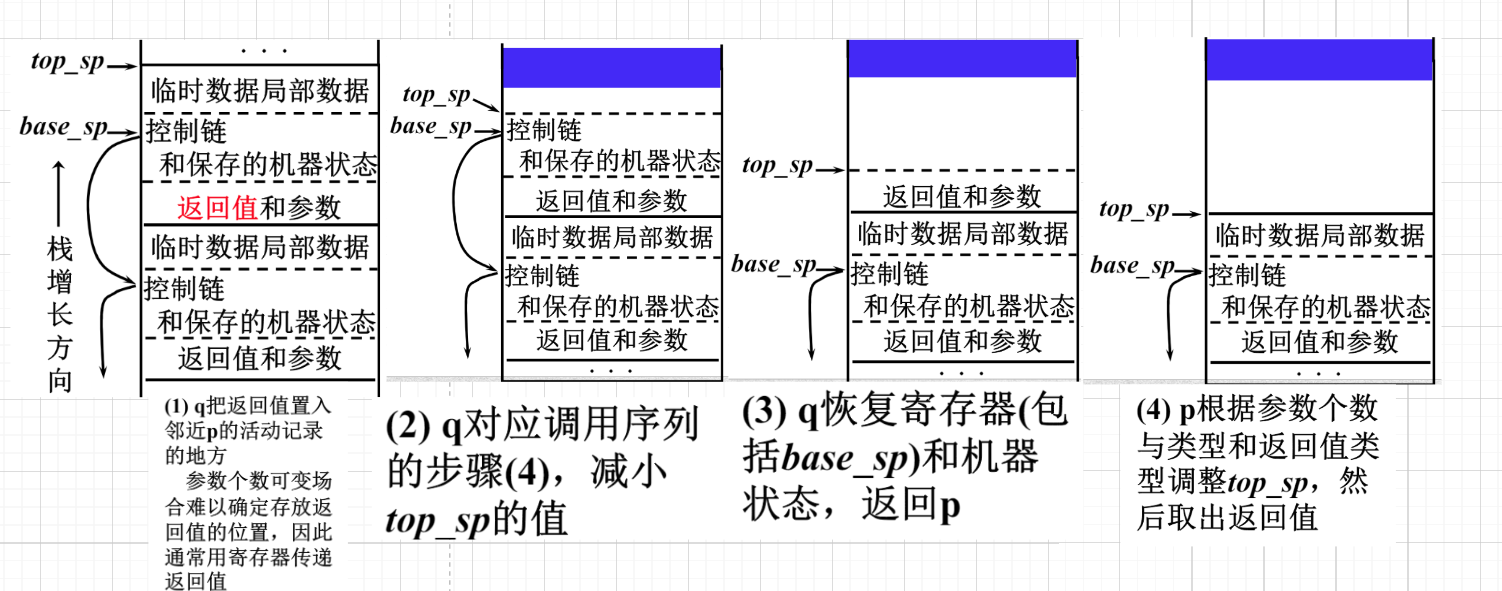 . . .
top_sp
临时数据局部数据
base_sp
控制链
和保存的机器状态
返回值和参数
临时数据局部数据
控制链
和保存的机器状态
返回值和参数
栈增长方向
(1) q把返回值置入
邻近p的活动记录
的地方
参数个数可变场
合难以确定存放返
回值的位置，因此
通常用寄存器传递
返回值
top_sp
base_sp
控制链
和保存的机器状态
返回值和参数
临时数据局部数据
控制链
和保存的机器状态
返回值和参数
. . .
(2) q对应调用序列
的步骤(4)，减小
top_sp的值
top_sp
返回值和参数
临时数据局部数据
base_sp
控制链
和保存的机器状态
返回值和参数
. . .
(3) q恢复寄存器(包
括base_sp)和机器
状态，返回p
top_sp
临时数据局部数据
base_sp
控制链
和保存的机器状态
返回值和参数
. . .
(4) p根据参数个数
与类型和返回值类
型调整top_sp，然
后取出返回值